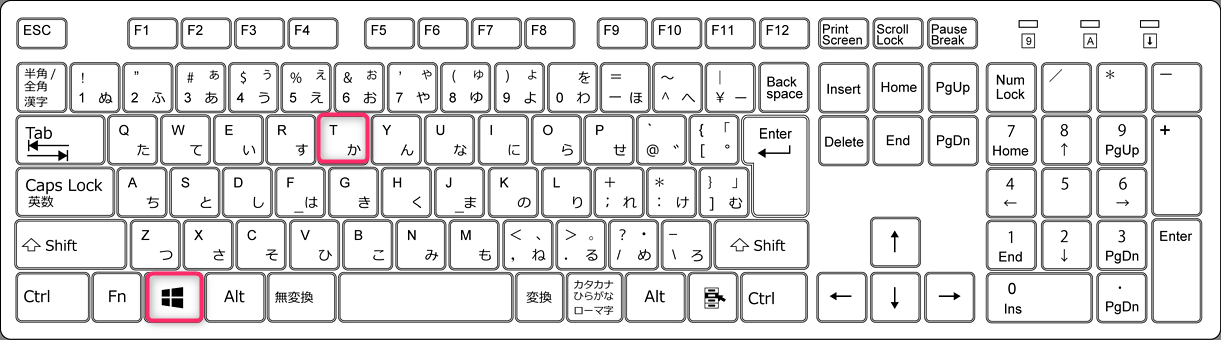 ESC F1 F2 F3 F4 F5 F6 F7 F8 F9 F10 F11 F12 Print Screen Scroll Lock Pause Break 9 A
半角/全角 漢字 ! 1 ぬ " 2 ふ # ぁ 3 あ $ ぅ 4 う % ぇ 5 え & ぉ 6 お ' ゃ 7 や ( ゅ 8 ゆ ) ょ 9 よ を 0 わ = - ほ ~ ^ へ | ¥ ー Back space Insert Home PgUp Num Lock / * -
Tab Q た W て E い R す T か Y ん U な I に O ら P せ ` @ ゛ { 「 [ ゜ Enter Delete End PgDn 7 Home 8 ↑ 9 PgUp +
Caps Lock 英数 A ち S と D し F _は G き H く J _ま K の L り + ; れ * : け } 」 ] む 4 ← 5 6 →
Shift Z つ X さ C そ V ひ B こ N み M も < 、 , ね > 。 . る ? ・ / め _ \ ろ Shift ↑ 1 End 2 ↓ 3 PgDn Enter
Ctrl Fn Alt 無変換 変換 カタカナ ひらがな ローマ字 Alt Ctrl ← ↓ → 0 Ins . PgDn